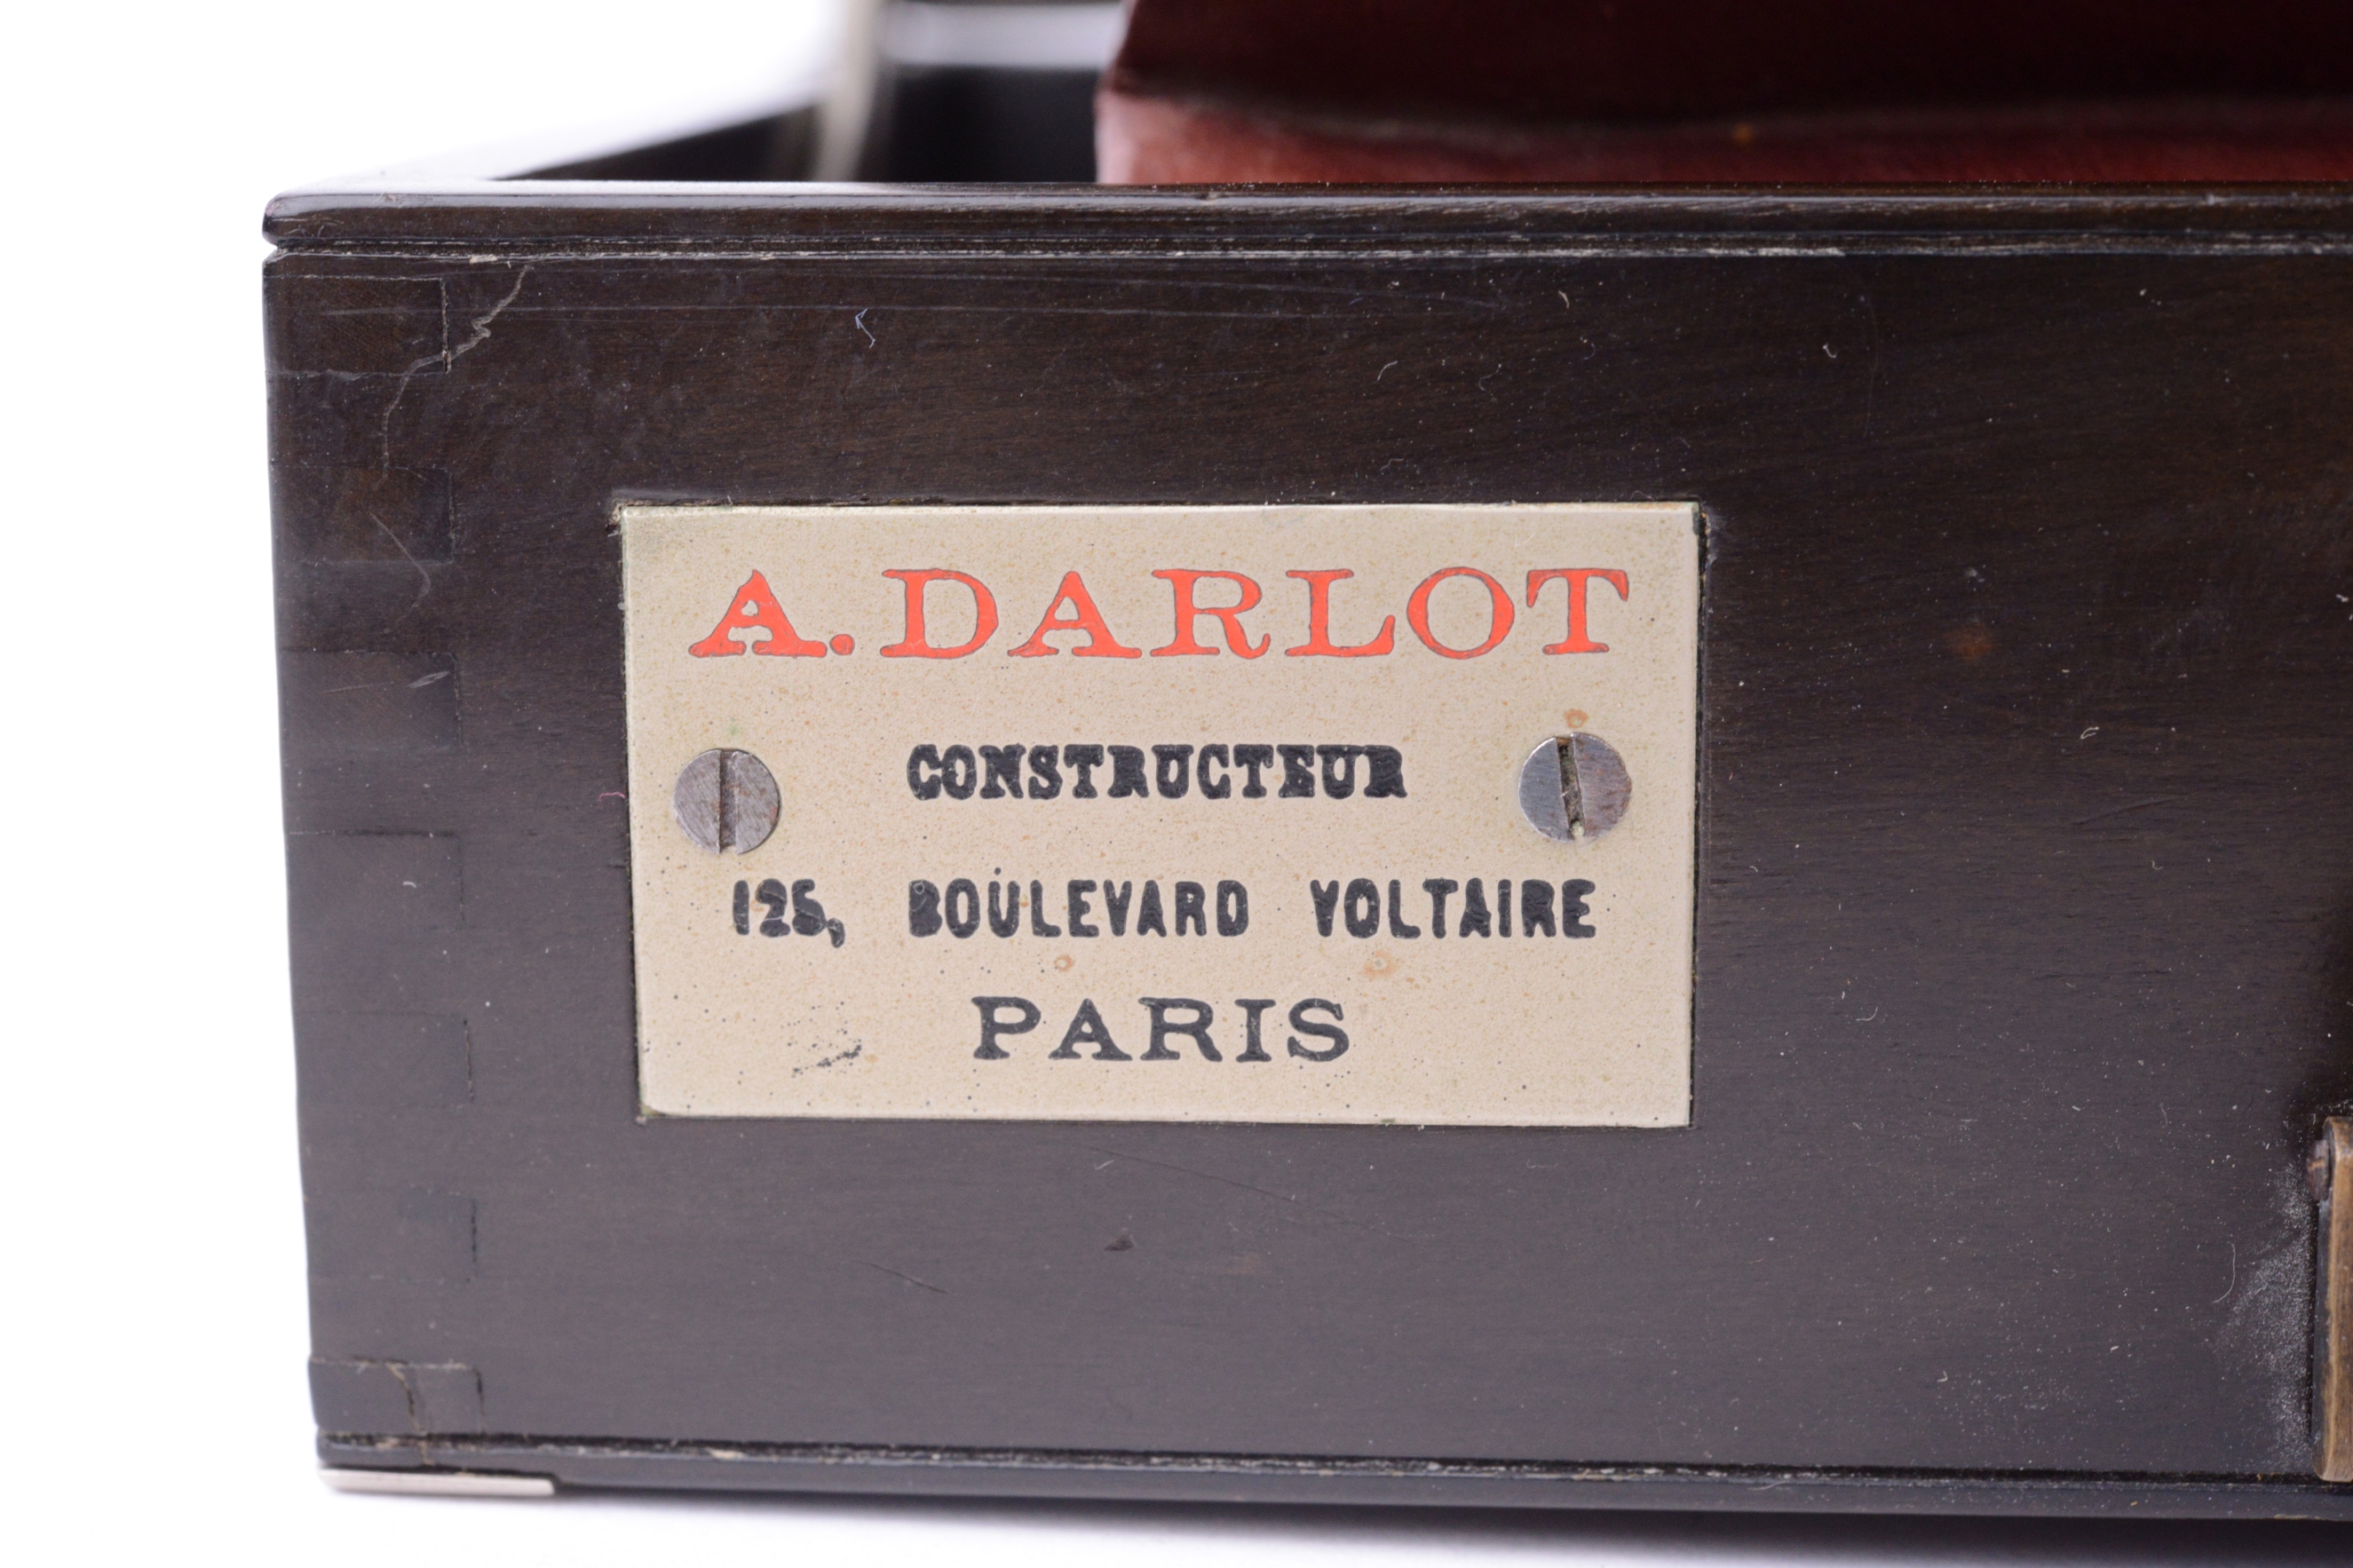 A. DARLOT
CONSTRUCTEUR
125, BOULEVARD VOLTAIRE
PARIS